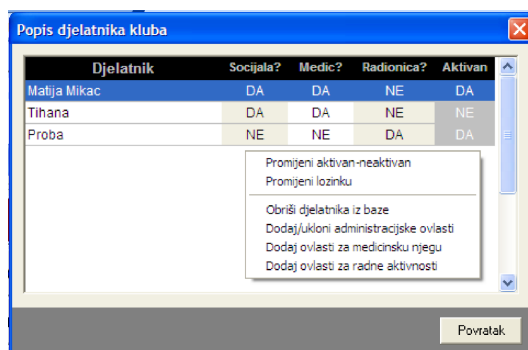 Popis djelatnika kluba
Djelatnik Socijala? Medic? Radionica? Aktivan
Matija Mikac DA DA NE DA
Tihana DA DA NE NE
Proba NE NE DA DA
Promijeni aktivan-neaktivan
Promijeni lozinku
Obriši djelatnika iz baze
Dodaj/ukloni administracijske ovlasti
Dodaj ovlasti za medicinsku njegu
Dodaj ovlasti za radne aktivnosti
Povratak